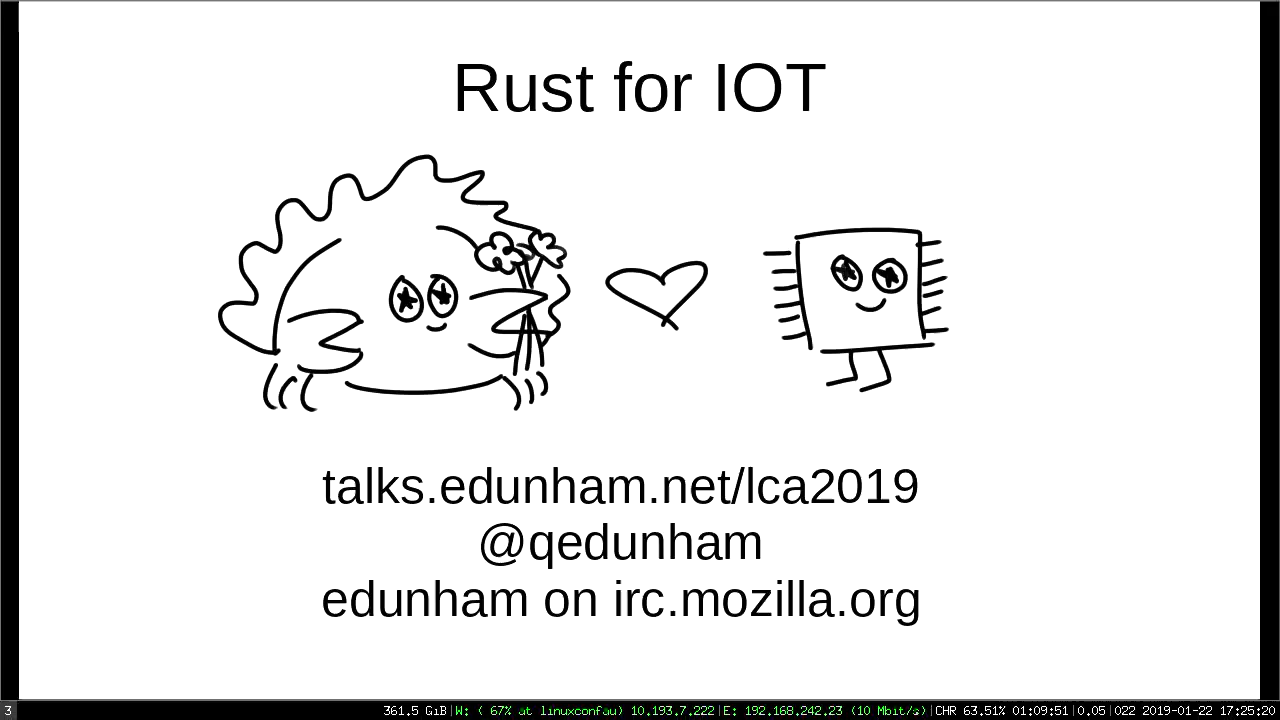 Rust for IOT
talks.edunham.net/lca2019
@qedunham
edunham on irc.mozilla.org
3 361.5 GiB|W: ( 67% at linuxconfau) 10.193.7.222|E: 192.168.242.23 (10 Mbit/s)|CHR 63.51% 01:09:51|0.05|022 2019-01-22 17:25:20